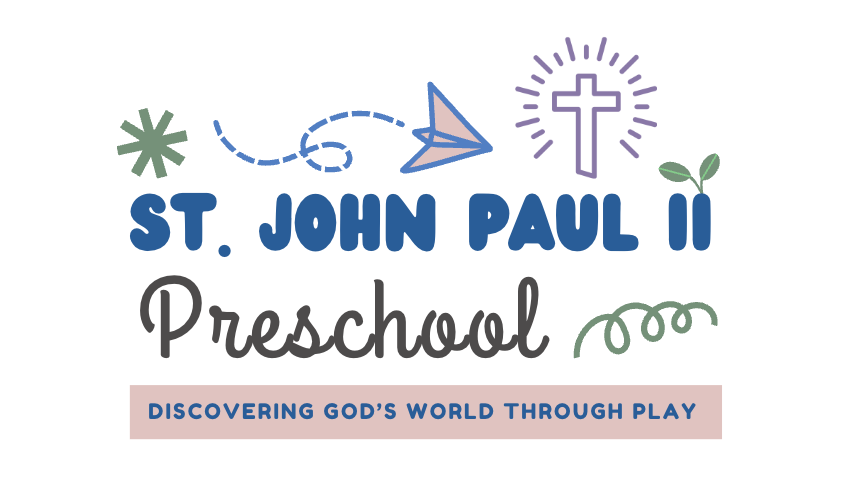 ST. JOHN PAUL II
Preschool
DISCOVERING GOD'S WORLD THROUGH PLAY